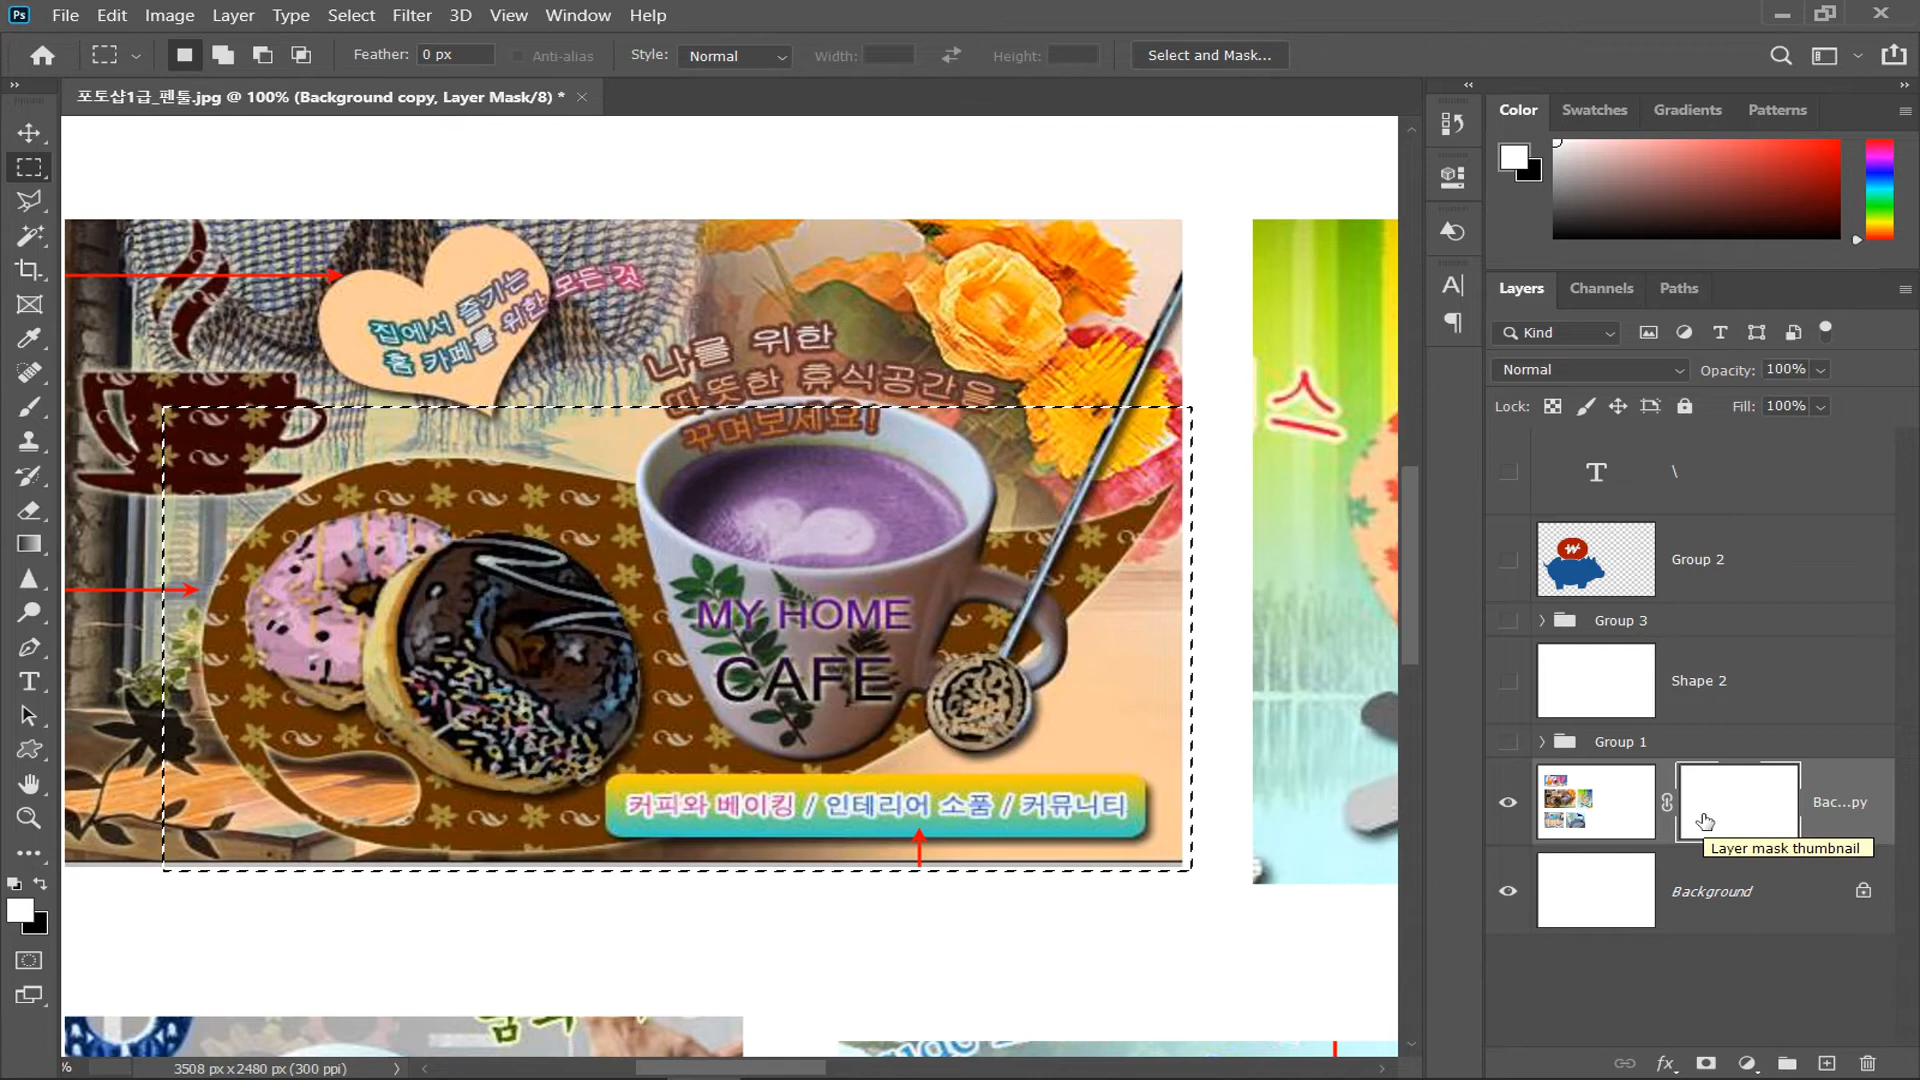 Ps File Edit Image Layer Type Select Filter 3D View Window Help
Feather: 0 px Anti-alias Style: Normal Width: Height: Select and Mask...
포토샵1급_펜툴.jpg @ 100% (Background copy, Layer Mask/8) *
Color Swatches Gradients Patterns
Layers Channels Paths
Kind
Normal Opacity: 100%
Lock: Fill: 100%
T \
₩ Group 2
Group 3
Shape 2
Group 1
Bac...py
Layer mask thumbnail
Background
집에서 즐기는 모든 것
홈 카페를 위한
나를 위한
따뜻한 휴식공간을
꾸며보세요!
스
MY HOME
CAFE
커피와 베이킹 / 인테리어 소품 / 커뮤니티
% 3508 px x 2480 px (300 ppi)